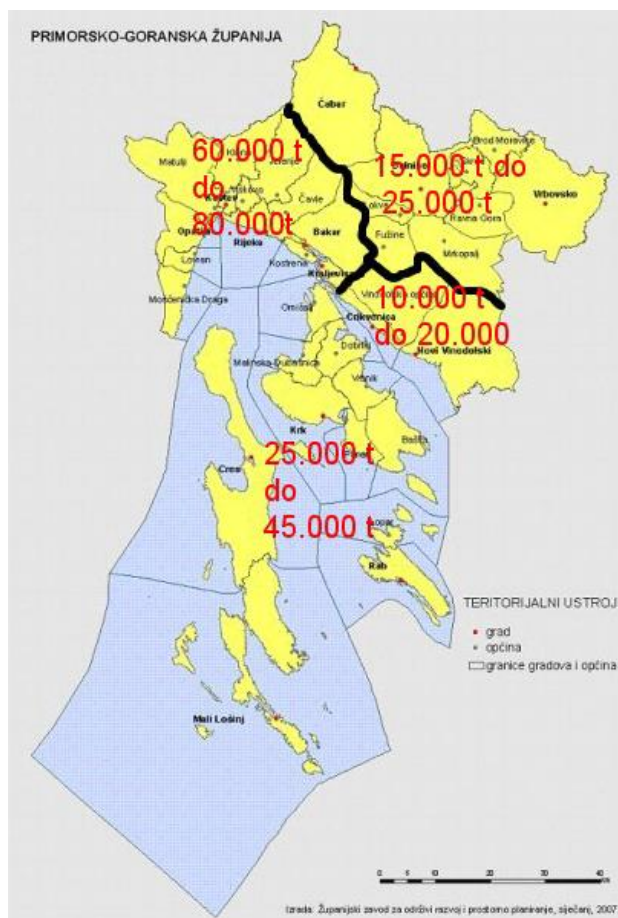 PRIMORSKO-GORANSKA ŽUPANIJA
Čabar
Brod Moravice
60.000 t
do
80.000 t
15.000 t do
25.000 t
Matulji
Vrbovsko
Ravna Gora
Čavle
Fužine
Bakar
Mrkopalj
Rijeka
Lovran
Kostrena
Kraljevica
Mošćenička Draga
Omišalj
10.000 t
do 20.000
Crikvenica
Novi Vinodolski
Dobrinj
Malinska-Dubašnica
Vrbnik
Krk
Baška
25.000 t
do
45.000 t
Cres
Lopar
Rab
TERITORIJALNI USTROJ
grad
općina
granice gradova i općina
Mali Lošinj
Izrada: Županijski zavod za održivi razvoj i prostorno planiranje, siječanj, 2007